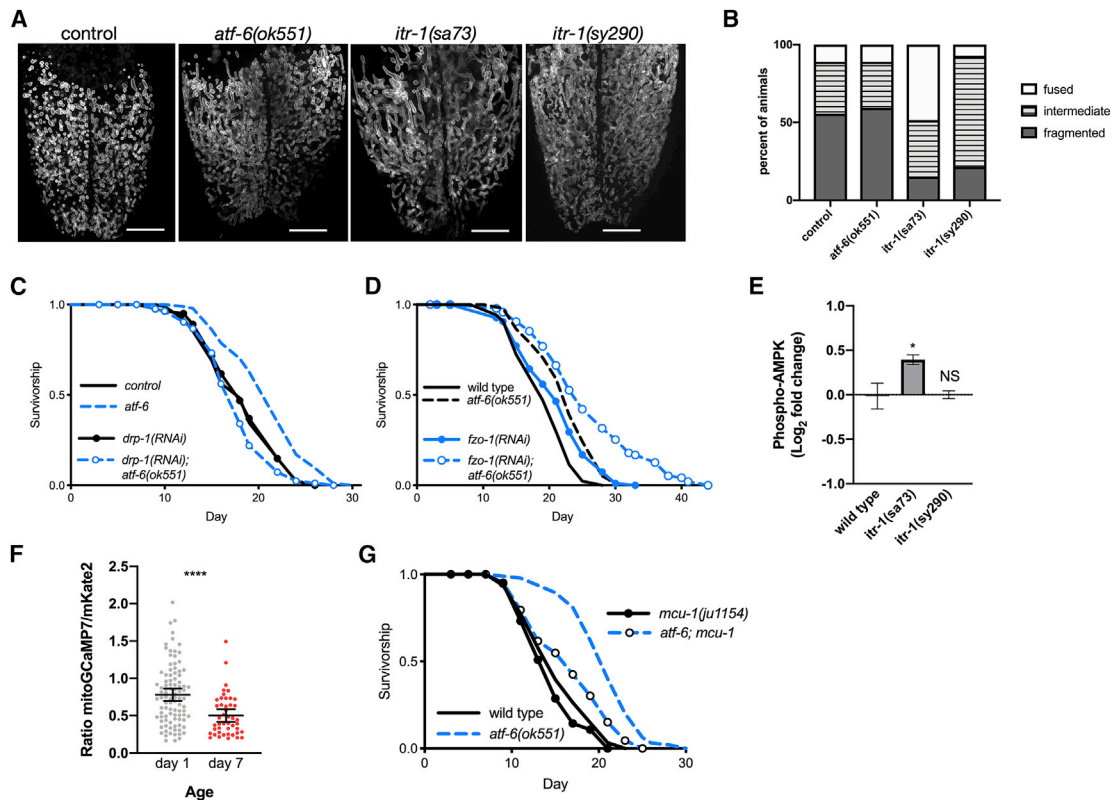 A
control
atf-6(ok551)
itr-1(sa73)
itr-1(sy290)
B
100
50
0
percent of animals
control
atf-6(ok551)
itr-1(sa73)
itr-1(sy290)
fused
intermediate
fragmented
C
1.0
0.5
0.0
Survivorship
control
atf-6
drp-1(RNAi)
drp-1(RNAi);
atf-6(ok551)
0
10
20
30
Day
D
1.0
0.5
0.0
Survivorship
wild type
atf-6(ok551)
fzo-1(RNAi)
fzo-1(RNAi);
atf-6(ok551)
0
10
20
30
40
Day
E
1.0
0.5
0.0
-0.5
-1.0
Phospho-AMPK
(Log2 fold change)
*
NS
wild type
itr-1(sa73)
itr-1(sy290)
F
2.5
2.0
1.5
1.0
0.5
0.0
Ratio mitoGCaMP7/mKate2
****
day 1
day 7
Age
G
1.0
0.5
0.0
Survivorship
mcu-1(ju1154)
atf-6; mcu-1
wild type
atf-6(ok551)
0
10
20
30
Day